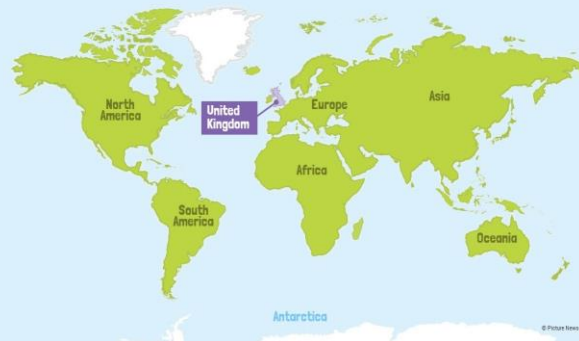 North
America
United
Kingdom
Europe
Asia
Africa
South
America
Oceania
Antarctica
© Picture News